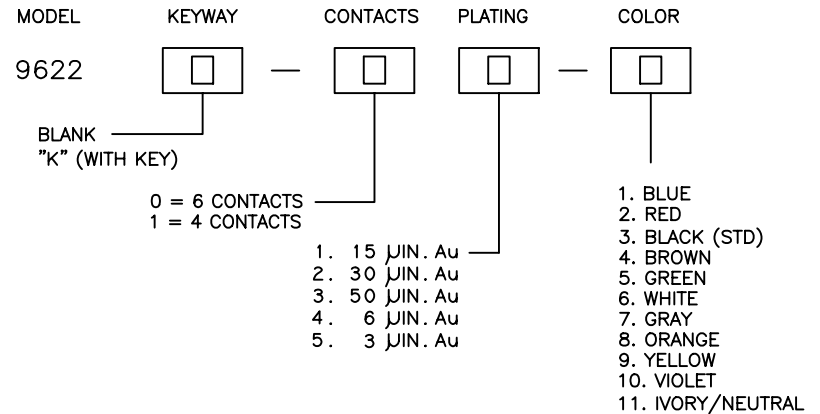 MODEL KEYWAY CONTACTS PLATING COLOR
9622 — —
BLANK
"K" (WITH KEY)
0 = 6 CONTACTS
1 = 4 CONTACTS
1. 15 µIN. Au
2. 30 µIN. Au
3. 50 µIN. Au
4. 6 µIN. Au
5. 3 µIN. Au
1. BLUE
2. RED
3. BLACK (STD)
4. BROWN
5. GREEN
6. WHITE
7. GRAY
8. ORANGE
9. YELLOW
10. VIOLET
11. IVORY/NEUTRAL